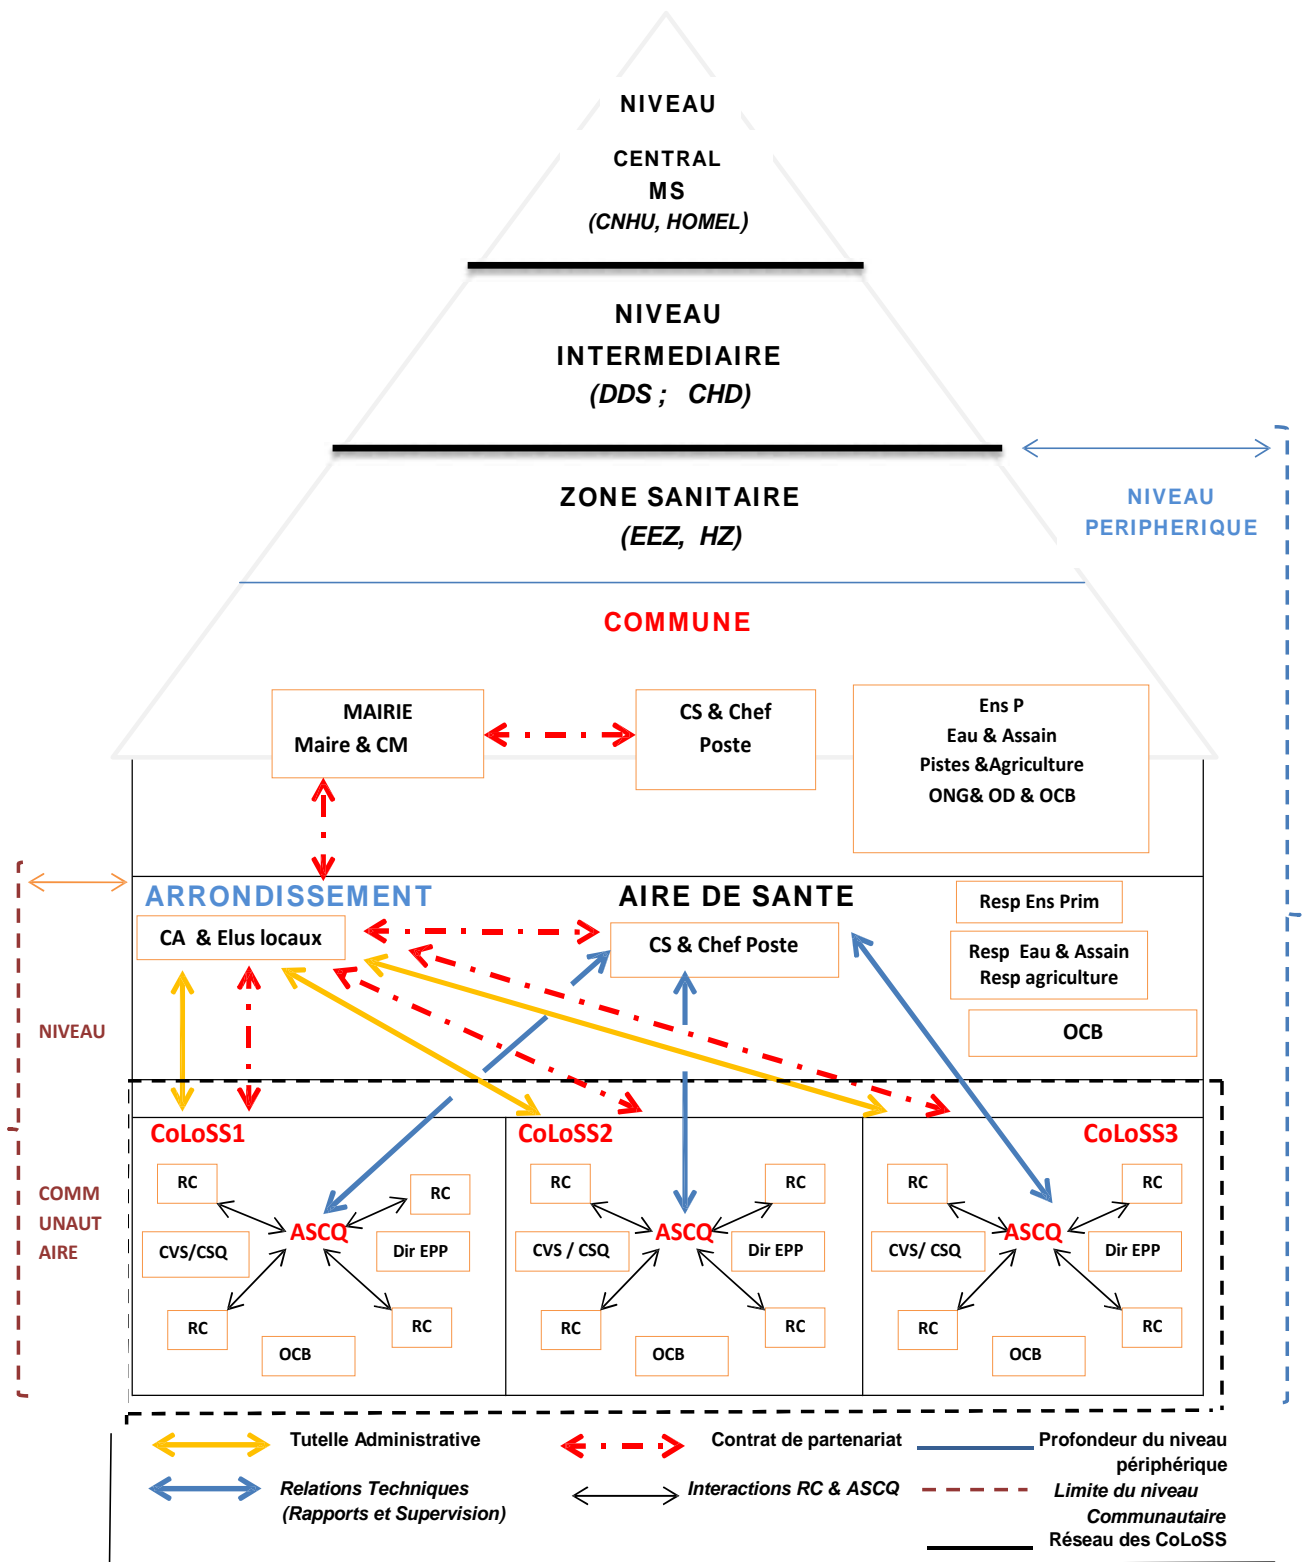 NIVEAU
CENTRAL
MS
(CNHU, HOMEL)
NIVEAU
INTERMEDIAIRE
(DDS ; CHD)
ZONE SANITAIRE
(EEZ, HZ)
NIVEAU
PERIPHERIQUE
COMMUNE
MAIRIE
Maire & CM
CS & Chef
Poste
Ens P
Eau & Assain
Pistes &Agriculture
ONG& OD & OCB
ARRONDISSEMENT
AIRE DE SANTE
CA & Elus locaux
CS & Chef Poste
Resp Ens Prim
Resp Eau & Assain
Resp agriculture
OCB
NIVEAU
COMM
UNAUT
AIRE
CoLoSS1
RC
RC
ASCQ
CVS/CSQ
Dir EPP
RC
RC
OCB
CoLoSS2
RC
RC
ASCQ
CVS / CSQ
Dir EPP
RC
RC
OCB
CoLoSS3
RC
RC
ASCQ
CVS/ CSQ
Dir EPP
RC
RC
OCB
Tutelle Administrative
Contrat de partenariat
Profondeur du niveau
périphérique
Relations Techniques
(Rapports et Supervision)
Interactions RC & ASCQ
Limite du niveau
Communautaire
Réseau des CoLoSS